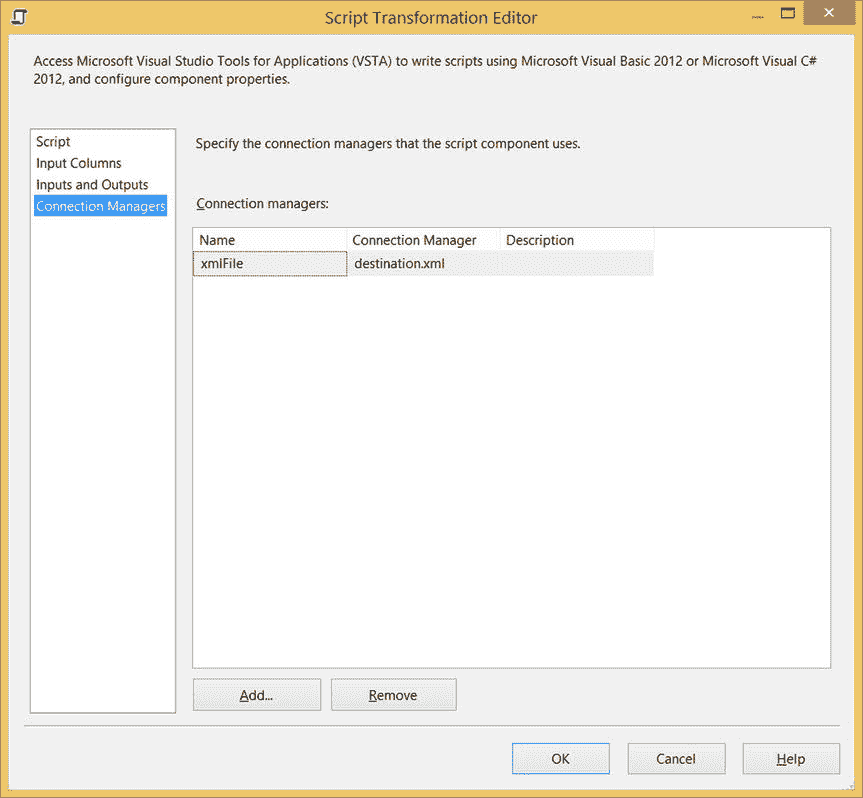 Script Transformation Editor
Access Microsoft Visual Studio Tools for Applications (VSTA) to write scripts using Microsoft Visual Basic 2012 or Microsoft Visual C#
2012, and configure component properties.
Script
Input Columns
Inputs and Outputs
Connection Managers
Specify the connection managers that the script component uses.
Connection managers:
Name Connection Manager Description
xmlFile destination.xml
Add... Remove
OK Cancel Help